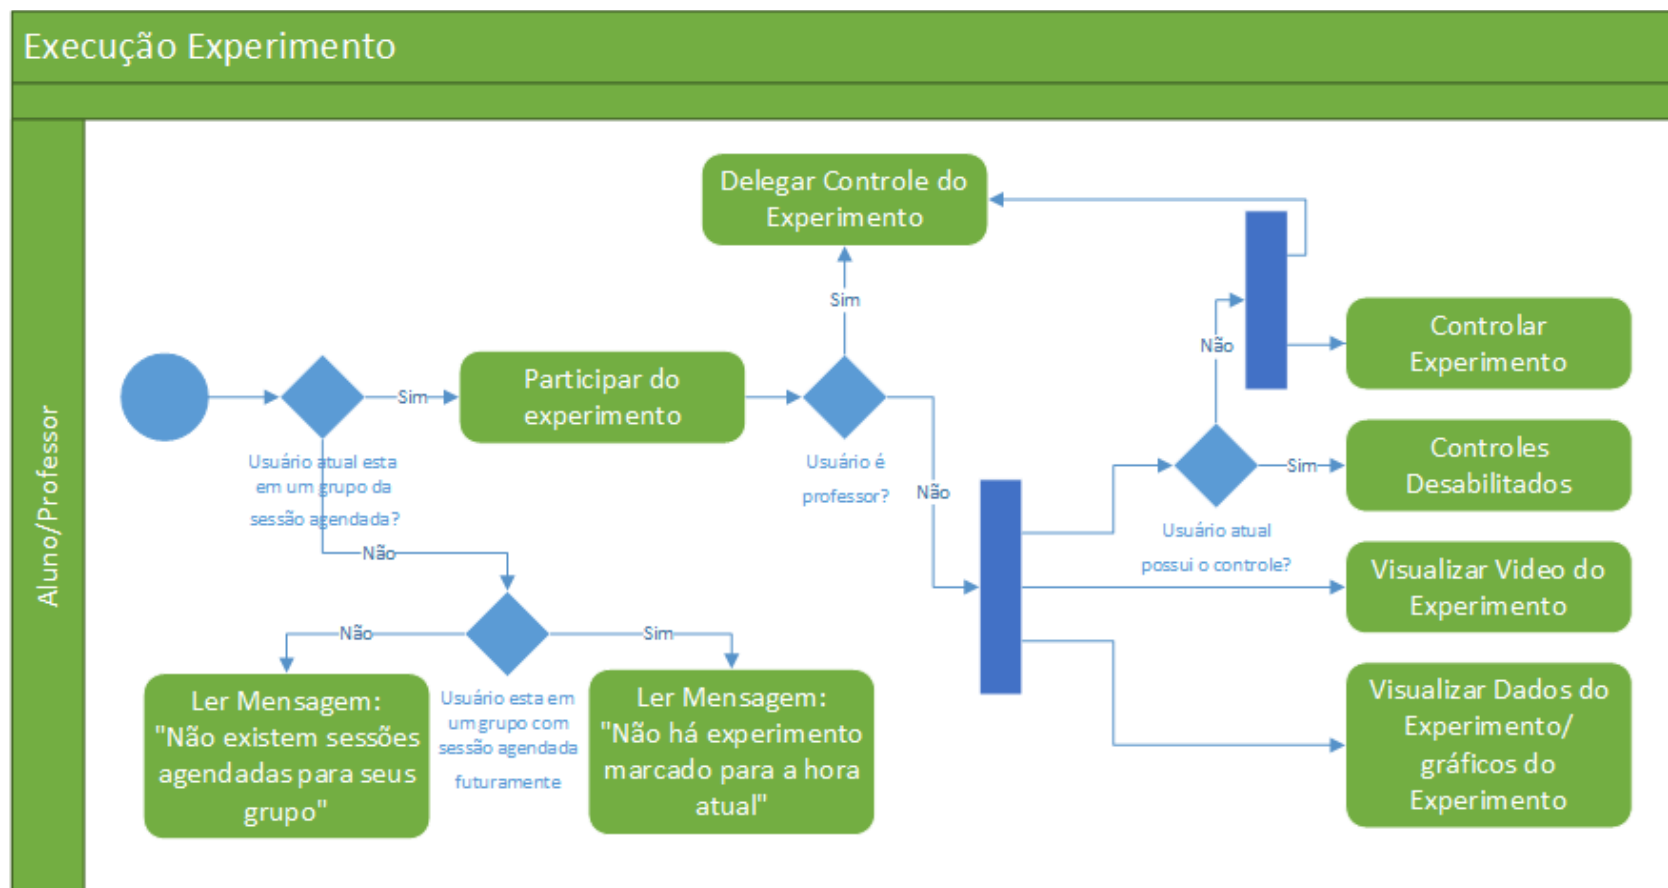 Execução Experimento
Aluno/Professor
Delegar Controle do
Experimento
Sim
Não
Controlar
Experimento
Sim
Participar do
experimento
Usuário atual esta
em um grupo da
sessão agendada?
Usuário é
professor?
Não
Sim
Controles
Desabilitados
Usuário atual
possui o controle?
Não
Visualizar Video do
Experimento
Não
Sim
Ler Mensagem:
"Não existem sessões
agendadas para seus
grupo"
Usuário esta em
um grupo com
sessão agendada
futuramente
Ler Mensagem:
"Não há experimento
marcado para a hora
atual"
Visualizar Dados do
Experimento/
gráficos do
Experimento